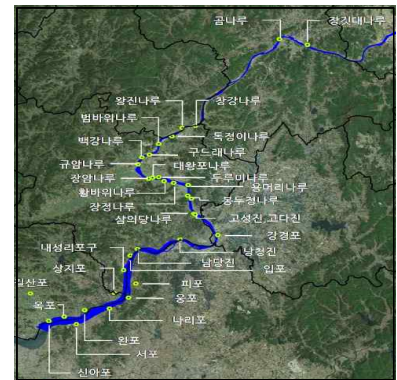 곰나루
장깃대나루
왕진나루
창강나루
범바위나루
독정이나루
백강나루
구드래나루
규암나루
대왕포나루
장암나루
두루미나루
황바위나루
용머리나루
장정나루
봉두정나루
삼의당나루
고성진,고다진
강경포
내성리포구
남청진
상지포
남당진
입포
일산포
피포
옥포
웅포
나리포
완포
서포
신아포